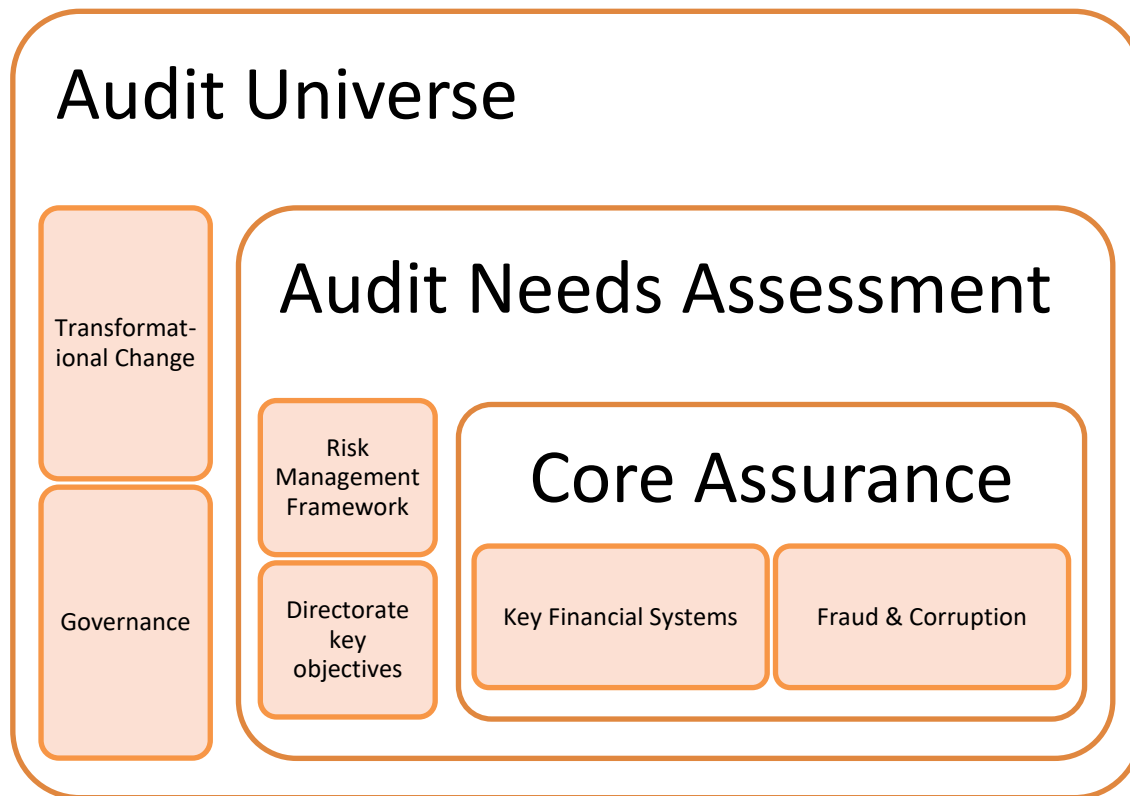 Audit Universe
Transformat-
ional Change
Governance
Audit Needs Assessment
Risk
Management
Framework
Directorate
key
objectives
Core Assurance
Key Financial Systems
Fraud & Corruption